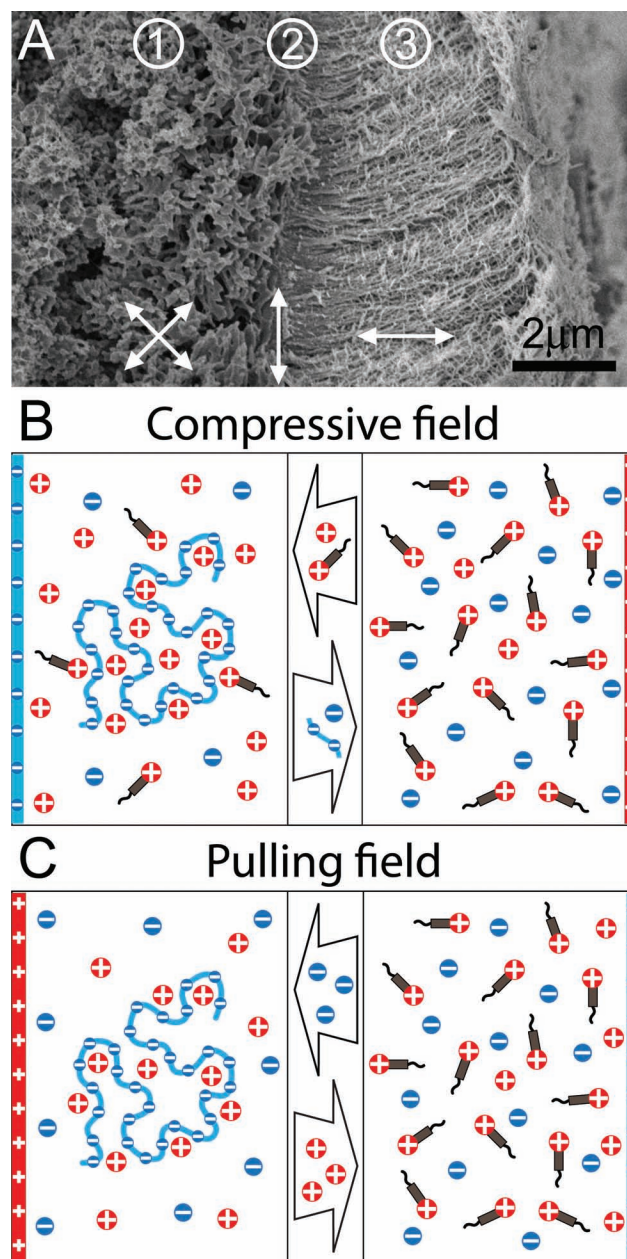 A ① ② ③
2μm
B Compressive field
C Pulling field